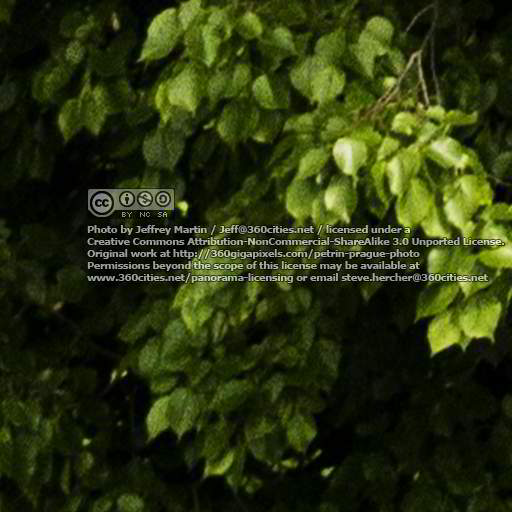 cc
BY NC SA
Photo by Jeffrey Martin / Jeff@360cities.net / licensed under a
Creative Commons Attribution-NonCommercial-ShareAlike 3.0 Unported License.
Original work at http://360gigapixels.com/petrin-prague-photo
Permissions beyond the scope of this license may be available at
www.360cities.net/panorama-licensing or email steve.hercher@360cities.net